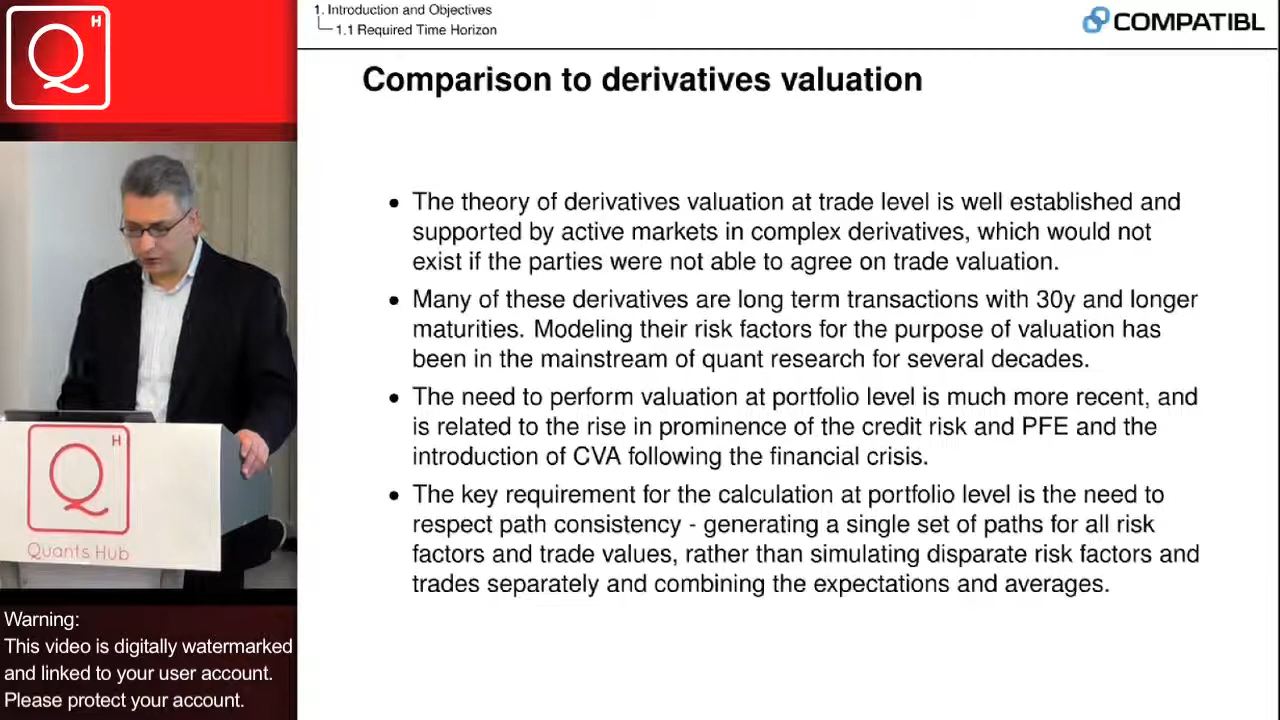 H
Q
1. Introduction and Objectives
1.1 Required Time Horizon
COMPATIBL
Comparison to derivatives valuation
• The theory of derivatives valuation at trade level is well established and
supported by active markets in complex derivatives, which would not
exist if the parties were not able to agree on trade valuation.
• Many of these derivatives are long term transactions with 30y and longer
maturities. Modeling their risk factors for the purpose of valuation has
been in the mainstream of quant research for several decades.
• The need to perform valuation at portfolio level is much more recent, and
is related to the rise in prominence of the credit risk and PFE and the
introduction of CVA following the financial crisis.
• The key requirement for the calculation at portfolio level is the need to
respect path consistency - generating a single set of paths for all risk
factors and trade values, rather than simulating disparate risk factors and
trades separately and combining the expectations and averages.
H
Q
Quants Hub
Warning:
This video is digitally watermarked
and linked to your user account.
Please protect your account.